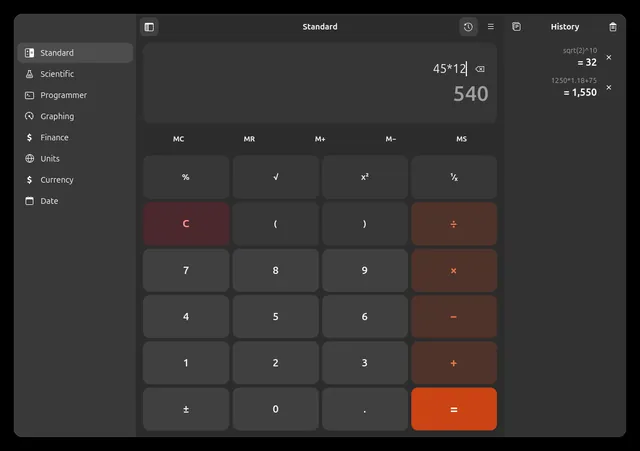 Standard
Scientific
Programmer
Graphing
$ Finance
Units
$ Currency
Date
Standard
45*12
540
MC MR M+ M− MS
% √ x² ⅟ₓ
C ( ) ÷
7 8 9 ×
4 5 6 −
1 2 3 +
± 0 . =
History
sqrt(2)^10
= 32
1250*1.18+75
= 1,550